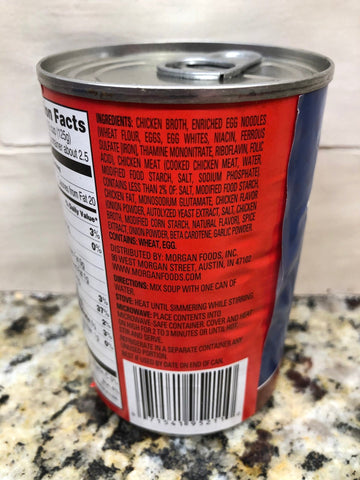 on Facts
(125g)
about 2.5
from Fat 20
Value*
3%
0%
3%
37%
2%
0%
INGREDIENTS: CHICKEN BROTH, ENRICHED EGG NOODLES
(WHEAT FLOUR, EGGS, EGG WHITES, NIACIN, FERROUS
SULFATE (IRON), THIAMINE MONONITRATE, RIBOFLAVIN, FOLIC
ACID), CHICKEN MEAT (COOKED CHICKEN MEAT, WATER,
MODIFED FOOD STARCH, SALT, SODIUM PHOSPHATE)
CONTAINS LESS THAN 2% OF: SALT, MODIFED FOOD STARCH,
CHICKEN FAT, MONOSODIUM GLUTAMATE, CHICKEN FLAVOR
(ONION POWDER, AUTOLYZED YEAST EXTRACT, SALT, CHICKEN
BROTH, MODIFIED CORN STARCH, NATURAL FLAVOR), SPICE
EXTRACT, ONION POWDER, BETA CAROTENE, GARLIC POWDER.
CONTAINS: WHEAT, EGG.
DISTRIBUTED BY: MORGAN FOODS, INC.
90 WEST MORGAN STREET, AUSTIN, IN 47102
WWW.MORGANFOODS.COM
DIRECTIONS: MIX SOUP WITH ONE CAN OF
WATER.
STOVE: HEAT UNTIL SIMMERING WHILE STIRRING.
MICROWAVE: PLACE CONTENTS INTO
MICROWAVE-SAFE CONTAINER. COVER AND HEAT
ON HIGH FOR 2 TO 3 MINUTES OR UNTIL HOT.
STIR AND SERVE.
REFRIGERATE IN A SEPARATE CONTAINER ANY
UNUSED PORTION.
BEST IF USED BY DATE ON END OF CAN.